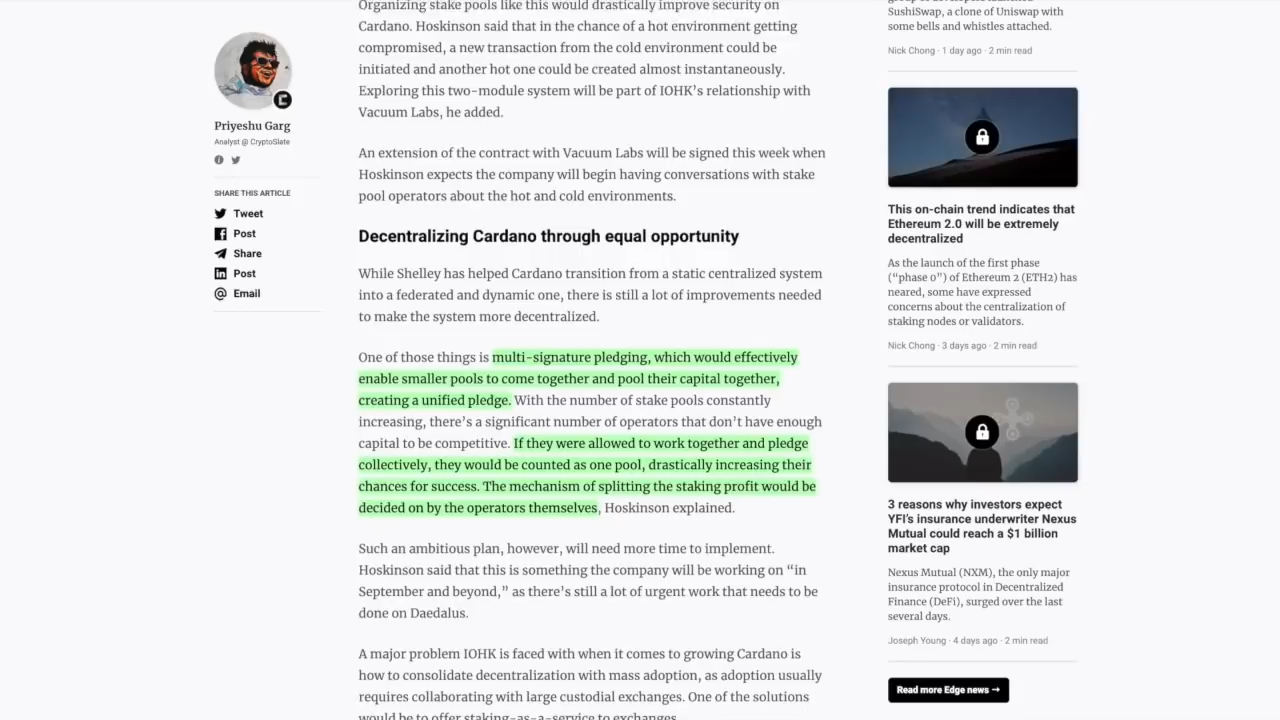 Priyeshu Garg
Analyst @ CryptoSlate
SHARE THIS ARTICLE
Tweet
Post
Share
Post
Email
Organizing stake pools like this would drastically improve security on
Cardano. Hoskinson said that in the chance of a hot environment getting
compromised, a new transaction from the cold environment could be
initiated and another hot one could be created almost instantaneously.
Exploring this two-module system will be part of IOHK’s relationship with
Vacuum Labs, he added.
An extension of the contract with Vacuum Labs will be signed this week when
Hoskinson expects the company will begin having conversations with stake
pool operators about the hot and cold environments.
Decentralizing Cardano through equal opportunity
While Shelley has helped Cardano transition from a static centralized system
into a federated and dynamic one, there is still a lot of improvements needed
to make the system more decentralized.
One of those things is multi-signature pledging, which would effectively
enable smaller pools to come together and pool their capital together,
creating a unified pledge. With the number of stake pools constantly
increasing, there’s a significant number of operators that don’t have enough
capital to be competitive. If they were allowed to work together and pledge
collectively, they would be counted as one pool, drastically increasing their
chances for success. The mechanism of splitting the staking profit would be
decided on by the operators themselves, Hoskinson explained.
Such an ambitious plan, however, will need more time to implement.
Hoskinson said that this is something the company will be working on “in
September and beyond,” as there’s still a lot of urgent work that needs to be
done on Daedalus.
A major problem IOHK is faced with when it comes to growing Cardano is
how to consolidate decentralization with mass adoption, as adoption usually
requires collaborating with large custodial exchanges. One of the solutions
would be to offer staking-as-a-service to exchanges.
SushiSwap, a clone of Uniswap with
some bells and whistles attached.
Nick Chong · 1 day ago · 2 min read
This on-chain trend indicates that
Ethereum 2.0 will be extremely
decentralized
As the launch of the first phase
(“phase 0”) of Ethereum 2 (ETH2) has
neared, some have expressed
concerns about the centralization of
staking nodes or validators.
Nick Chong · 3 days ago · 2 min read
3 reasons why investors expect
YFI’s insurance underwriter Nexus
Mutual could reach a $1 billion
market cap
Nexus Mutual (NXM), the only major
insurance protocol in Decentralized
Finance (DeFi), surged over the last
several days.
Joseph Young · 4 days ago · 2 min read
Read more Edge news →